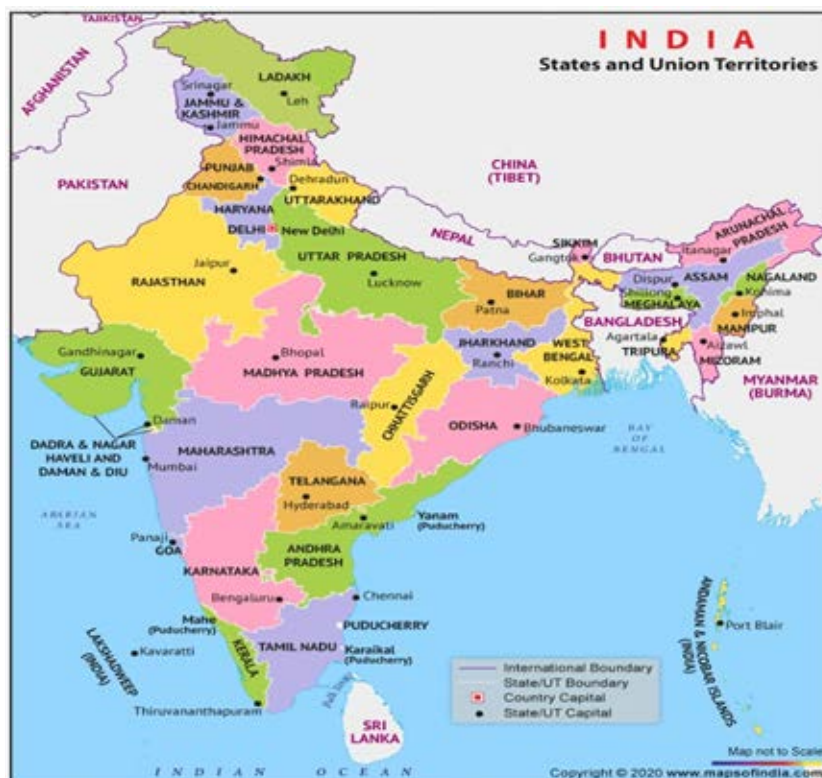 TAJIKISTAN
INDIA
States and Union Territories
AFGHANISTAN
LADAKH
Srinagar
Leh
JAMMU &
KASHMIR
Jammu
HIMACHAL
PRADESH
Shimla
PUNJAB
CHANDIGARH
Dehradun
UTTARAKHAND
CHINA
(TIBET)
PAKISTAN
HARYANA
DELHI
New Delhi
NEPAL
SIKKIM
Gangtok
BHUTAN
ARUNACHAL
PRADESH
Itanagar
UTTAR PRADESH
Lucknow
Jaipur
RAJASTHAN
BIHAR
Patna
Dispur
ASSAM
NAGALAND
Shillong
MEGHALAYA
Kohima
Imphal
MANIPUR
BANGLADESH
Agartala
TRIPURA
Aizawl
MIZORAM
MYANMAR
(BURMA)
Gandhinagar
GUJARAT
Bhopal
MADHYA PRADESH
JHARKHAND
Ranchi
WEST
BENGAL
Kolkata
Raipur
CHHATTISGARH
ODISHA
Bhubaneswar
BAY
OF
BENGAL
Daman
DADRA & NAGAR
HAVELI AND
DAMAN & DIU
MAHARASHTRA
Mumbai
TELANGANA
Hyderabad
ARABIAN
SEA
Amaravati
Yanam
(Puducherry)
Panaji
GOA
KARNATAKA
ANDHRA
PRADESH
Bengaluru
Chennai
Mahe
(Puducherry)
PUDUCHERRY
TAMIL NADU
Karaikal
(Puducherry)
KERALA
LAKSHADWEEP
(INDIA)
Kavaratti
Thiruvananthapuram
Palk Strait
SRI
LANKA
ANDAMAN & NICOBAR ISLANDS
(INDIA)
Port Blair
International Boundary
State/UT Boundary
Country Capital
State/UT Capital
Map not to Scale
INDIAN OCEAN
Copyright © 2020 www.mapsofindia.com